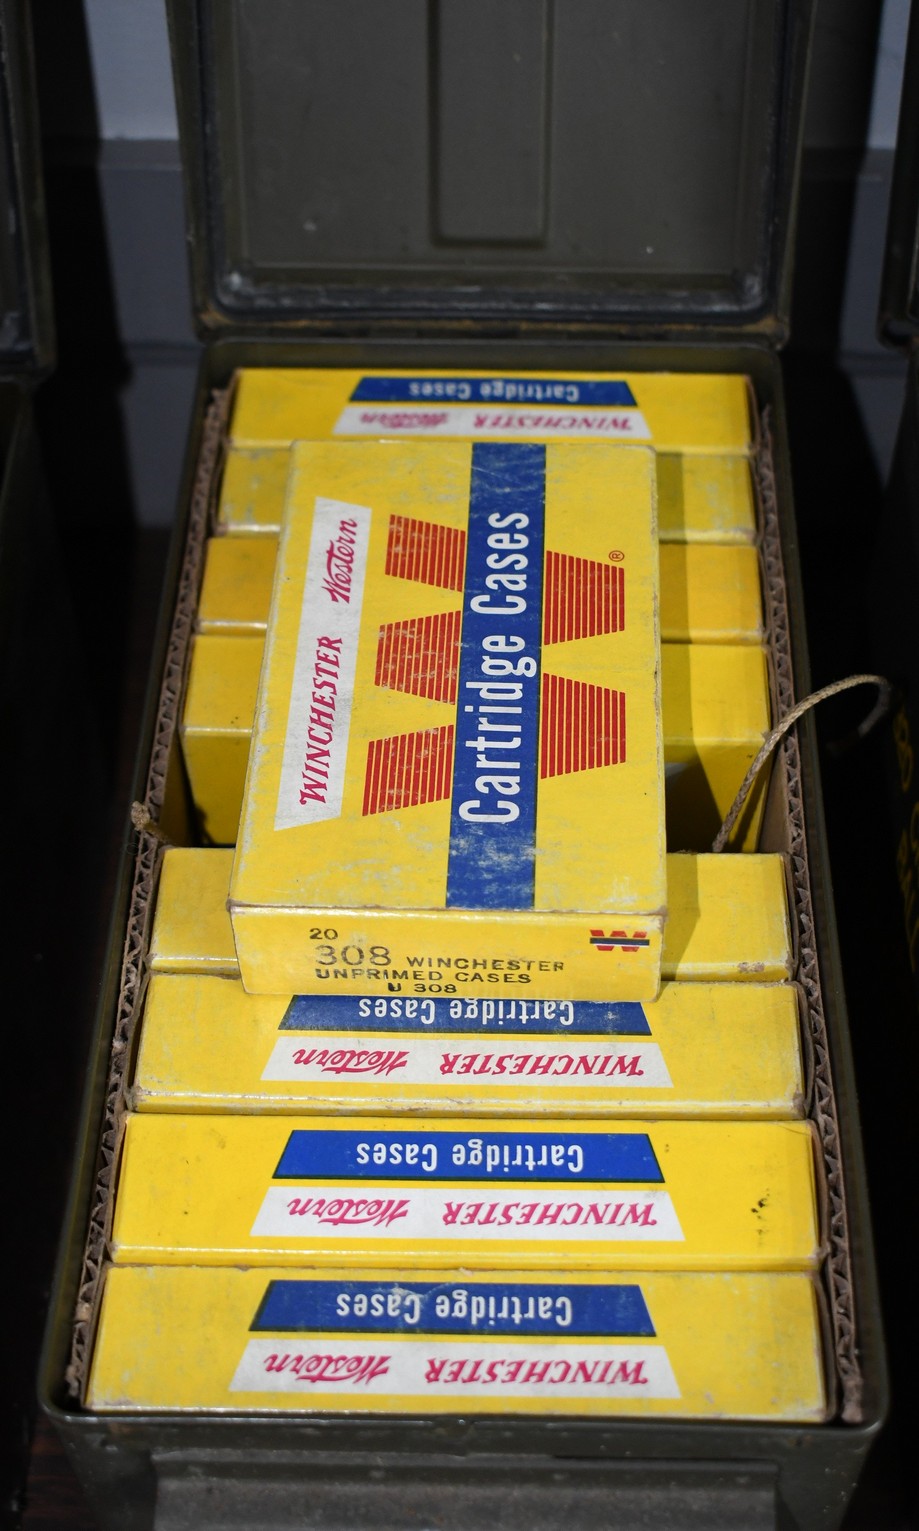 Cartridge Cases
WINCHESTER Western
WINCHESTER Western
Cartridge Cases
®
20
308 WINCHESTER
UNPRIMED CASES
U 308
W
Cartridge Cases
WINCHESTER Western
Cartridge Cases
WINCHESTER Western
Cartridge Cases
WINCHESTER Western